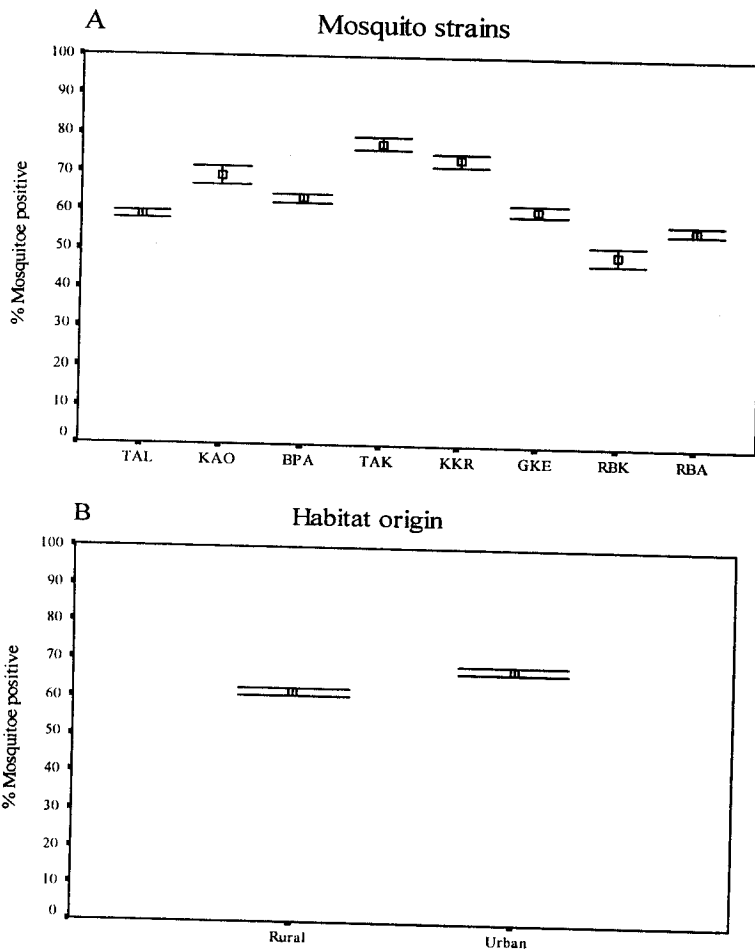 A
Mosquito strains
% Mosquitoe positive
100
90
80
70
60
50
40
30
20
10
0
TAL KAO BPA TAK KKR GKE RBK RBA
B
Habitat origin
% Mosquitoe positive
100
90
80
70
60
50
40
30
20
10
0
Rural Urban